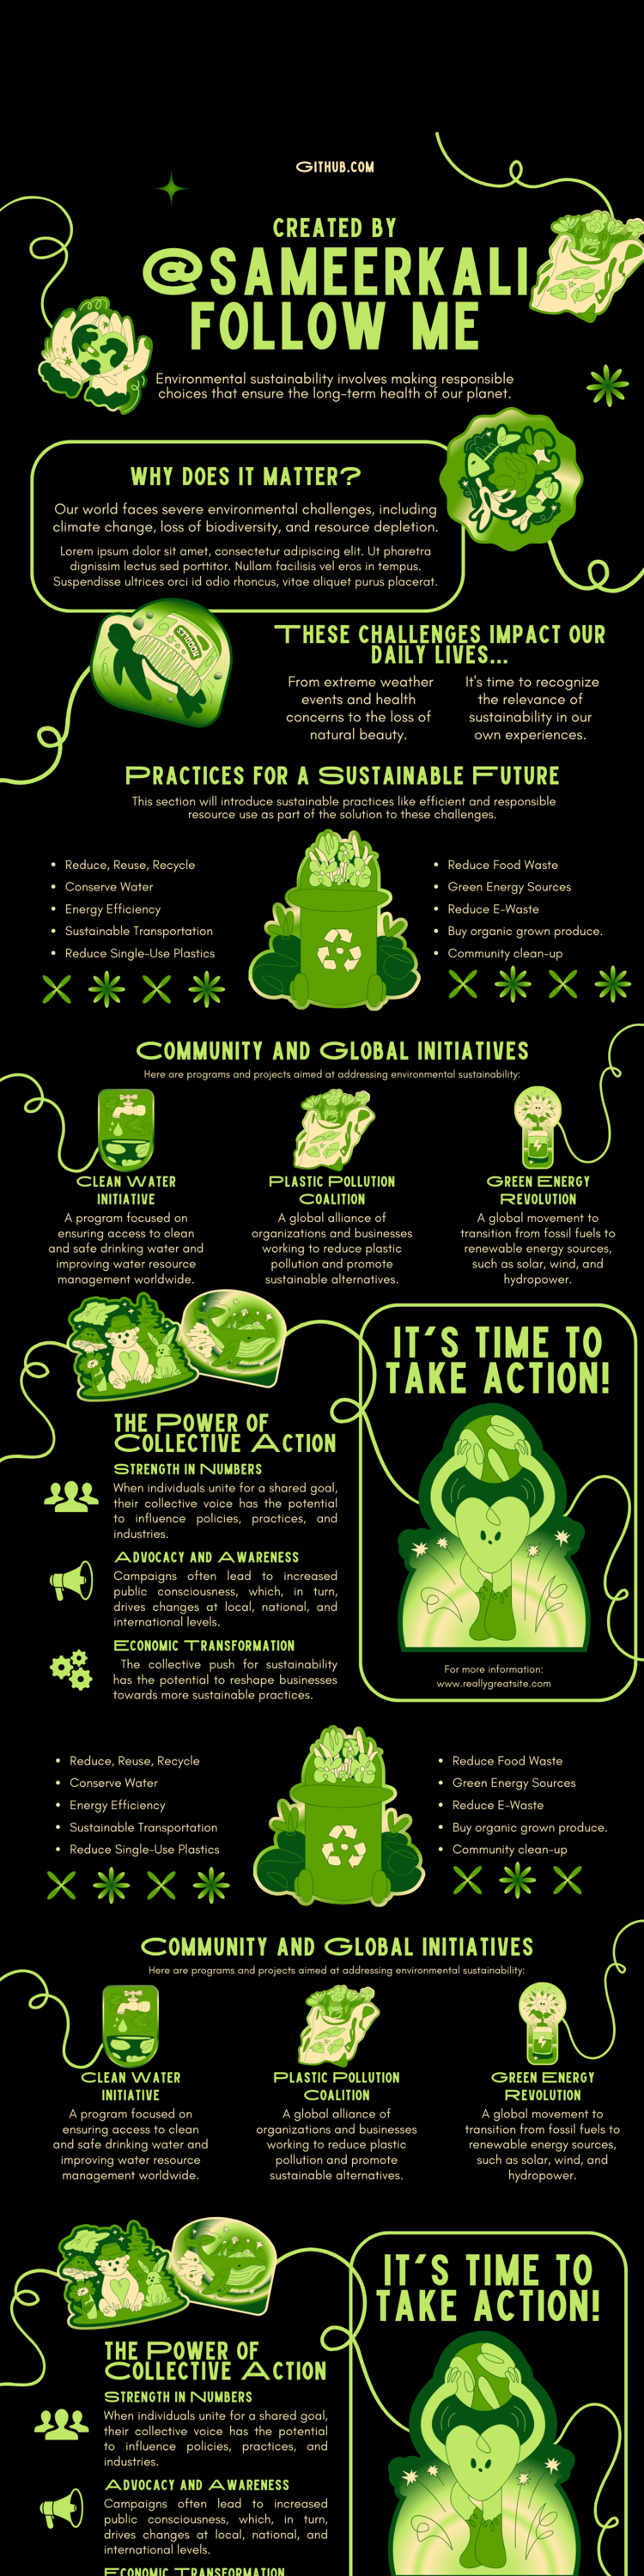 GITHUB.COM
CREATED BY
@SAMEERKALI
FOLLOW ME
Environmental sustainability involves making responsible
choices that ensure the long-term health of our planet.
WHY DOES IT MATTER?
Our world faces severe environmental challenges, including
climate change, loss of biodiversity, and resource depletion.
Lorem ipsum dolor sit amet, consectetur adipiscing elit. Ut pharetra
dignissim lectus sed porttitor. Nullam facilisis vel eros in tempus.
Suspendisse ultrices orci id odio rhoncus, vitae aliquet purus placerat.
THESE CHALLENGES IMPACT OUR
DAILY LIVES...
From extreme weather
events and health
concerns to the loss of
natural beauty.
It's time to recognize
the relevance of
sustainability in our
own experiences.
PRACTICES FOR A SUSTAINABLE FUTURE
This section will introduce sustainable practices like efficient and responsible
resource use as part of the solution to these challenges.
• Reduce, Reuse, Recycle
• Conserve Water
• Energy Efficiency
• Sustainable Transportation
• Reduce Single-Use Plastics
• Reduce Food Waste
• Green Energy Sources
• Reduce E-Waste
• Buy organic grown produce.
• Community clean-up
COMMUNITY AND GLOBAL INITIATIVES
Here are programs and projects aimed at addressing environmental sustainability:
CLEAN WATER
INITIATIVE
A program focused on
ensuring access to clean
and safe drinking water and
improving water resource
management worldwide.
PLASTIC POLLUTION
COALITION
A global alliance of
organizations and businesses
working to reduce plastic
pollution and promote
sustainable alternatives.
GREEN ENERGY
REVOLUTION
A global movement to
transition from fossil fuels to
renewable energy sources,
such as solar, wind, and
hydropower.
THE POWER OF
COLLECTIVE ACTION
STRENGTH IN NUMBERS
When individuals unite for a shared goal,
their collective voice has the potential
to influence policies, practices, and
industries.
ADVOCACY AND AWARENESS
Campaigns often lead to increased
public consciousness, which, in turn,
drives changes at local, national, and
international levels.
ECONOMIC TRANSFORMATION
The collective push for sustainability
has the potential to reshape businesses
towards more sustainable practices.
IT'S TIME TO
TAKE ACTION!
For more information:
www.reallygreatsite.com
• Reduce, Reuse, Recycle
• Conserve Water
• Energy Efficiency
• Sustainable Transportation
• Reduce Single-Use Plastics
• Reduce Food Waste
• Green Energy Sources
• Reduce E-Waste
• Buy organic grown produce.
• Community clean-up
COMMUNITY AND GLOBAL INITIATIVES
Here are programs and projects aimed at addressing environmental sustainability:
CLEAN WATER
INITIATIVE
A program focused on
ensuring access to clean
and safe drinking water and
improving water resource
management worldwide.
PLASTIC POLLUTION
COALITION
A global alliance of
organizations and businesses
working to reduce plastic
pollution and promote
sustainable alternatives.
GREEN ENERGY
REVOLUTION
A global movement to
transition from fossil fuels to
renewable energy sources,
such as solar, wind, and
hydropower.
THE POWER OF
COLLECTIVE ACTION
STRENGTH IN NUMBERS
When individuals unite for a shared goal,
their collective voice has the potential
to influence policies, practices, and
industries.
ADVOCACY AND AWARENESS
Campaigns often lead to increased
public consciousness, which, in turn,
drives changes at local, national, and
international levels.
ECONOMIC TRANSFORMATION
IT'S TIME TO
TAKE ACTION!